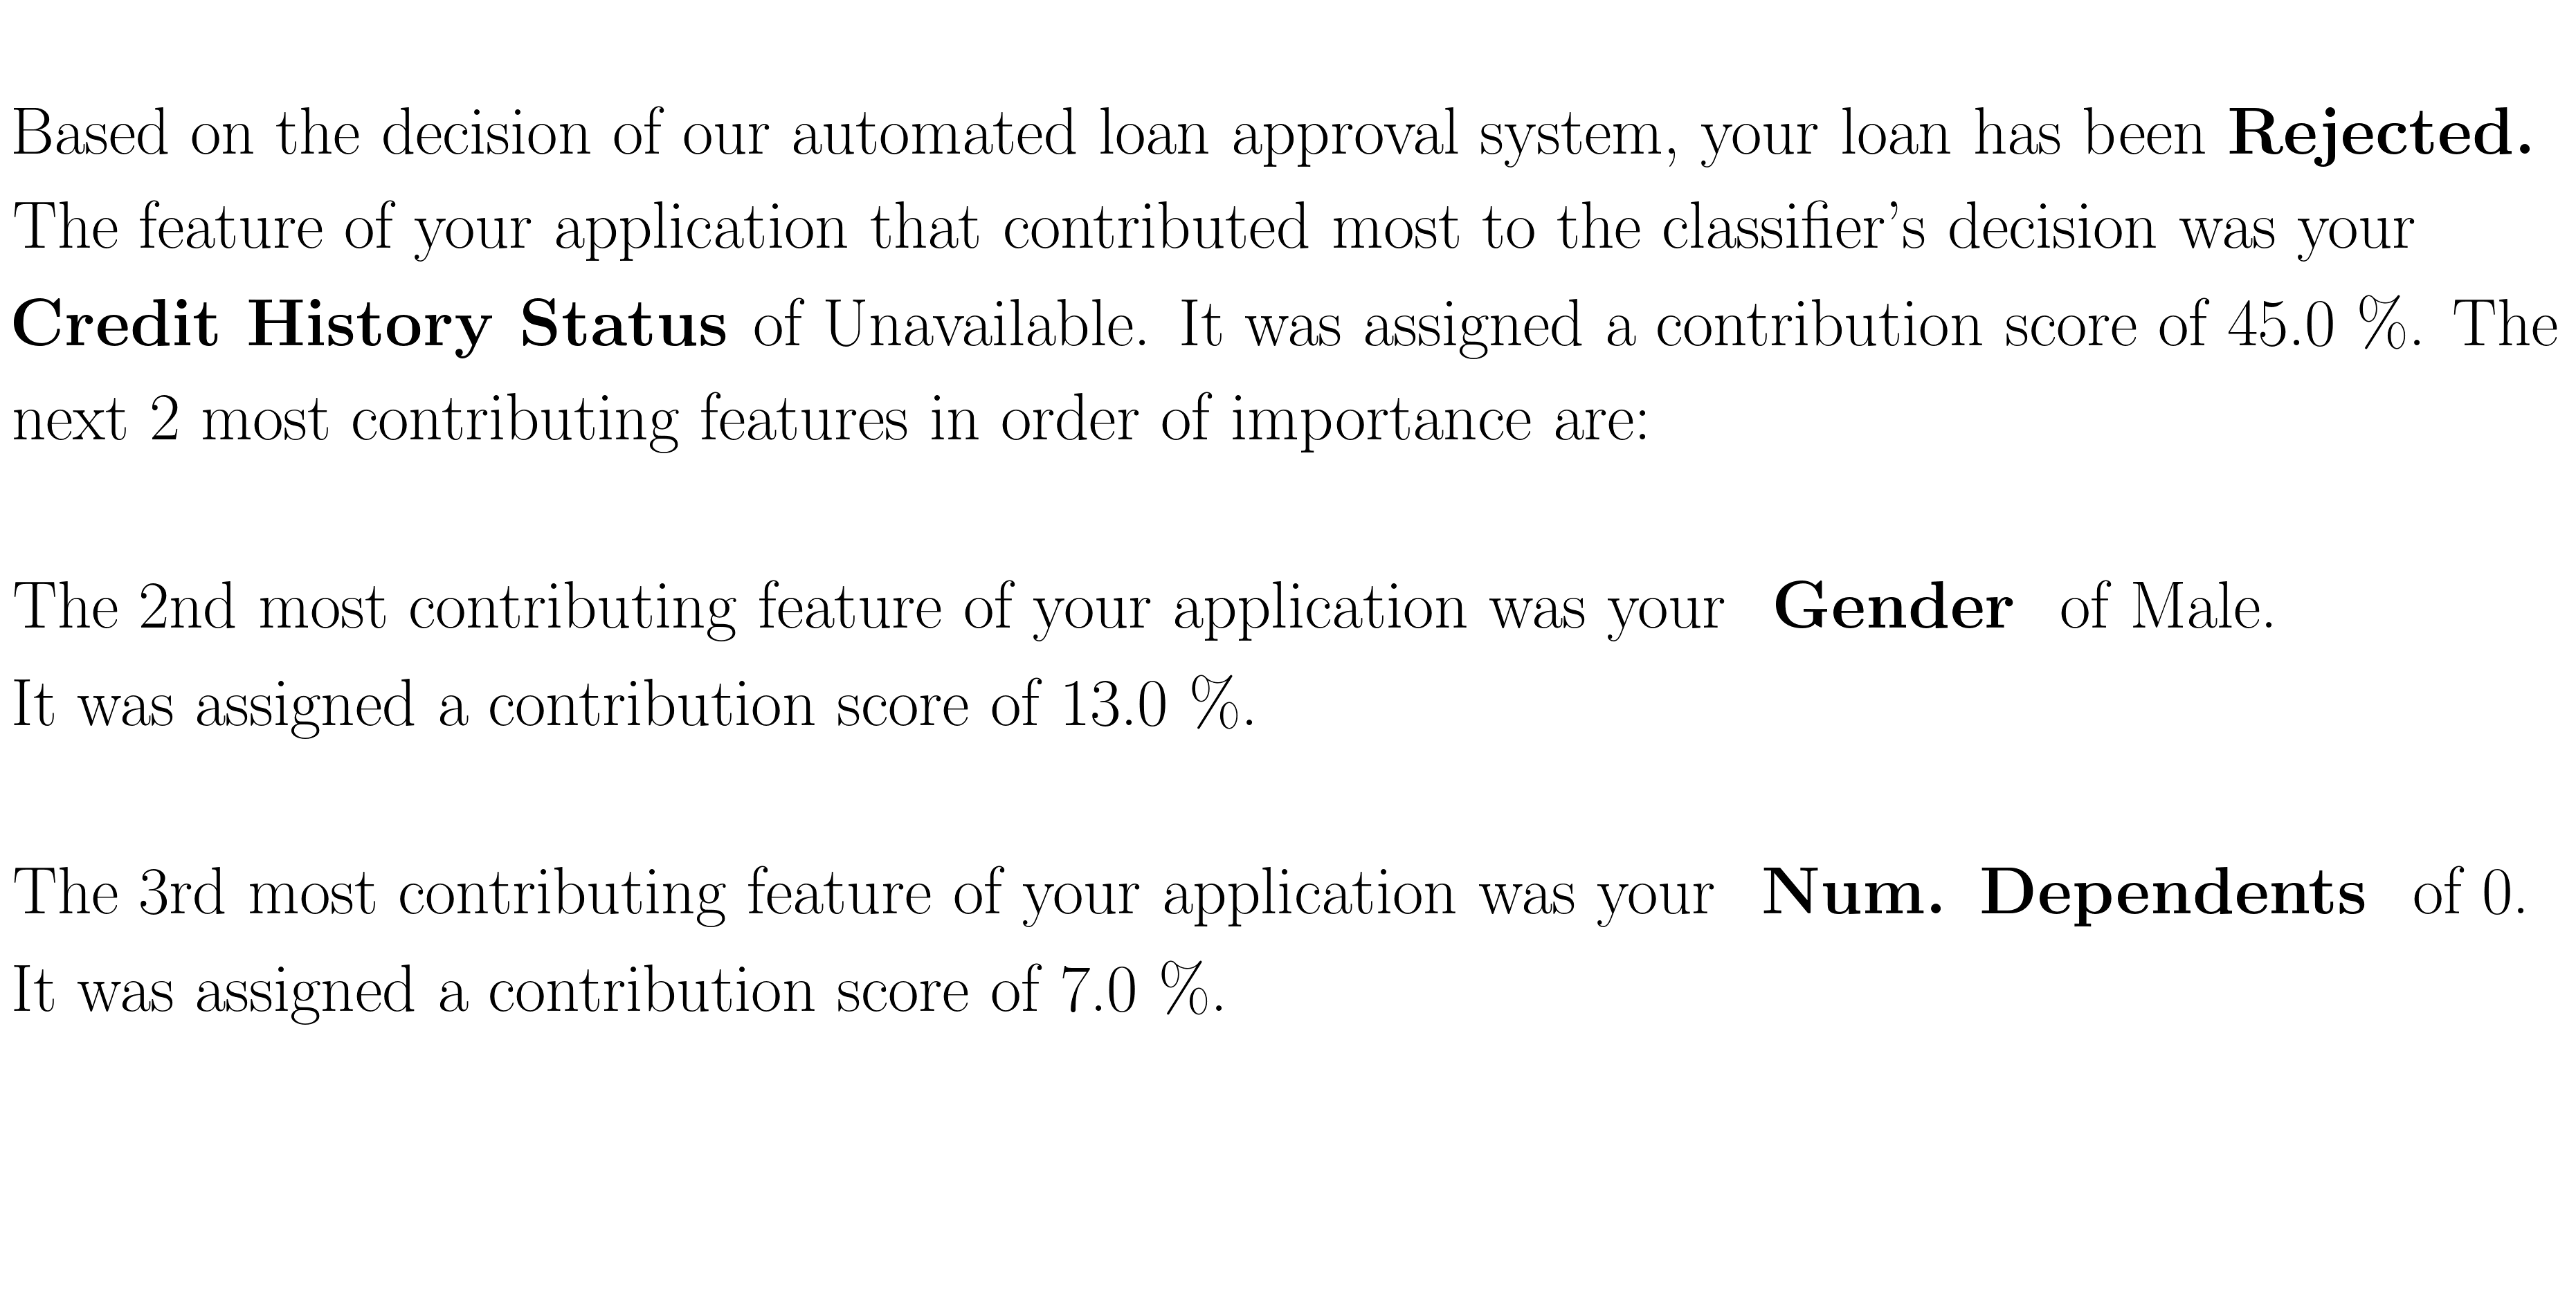 Based on the decision of our automated loan approval system, your loan has been Rejected.
The feature of your application that contributed most to the classifier's decision was your
Credit History Status of Unavailable. It was assigned a contribution score of 45.0 %. The
next 2 most contributing features in order of importance are:
The 2nd most contributing feature of your application was your Gender of Male.
It was assigned a contribution score of 13.0 %.
The 3rd most contributing feature of your application was your Num. Dependents of 0.
It was assigned a contribution score of 7.0 %.